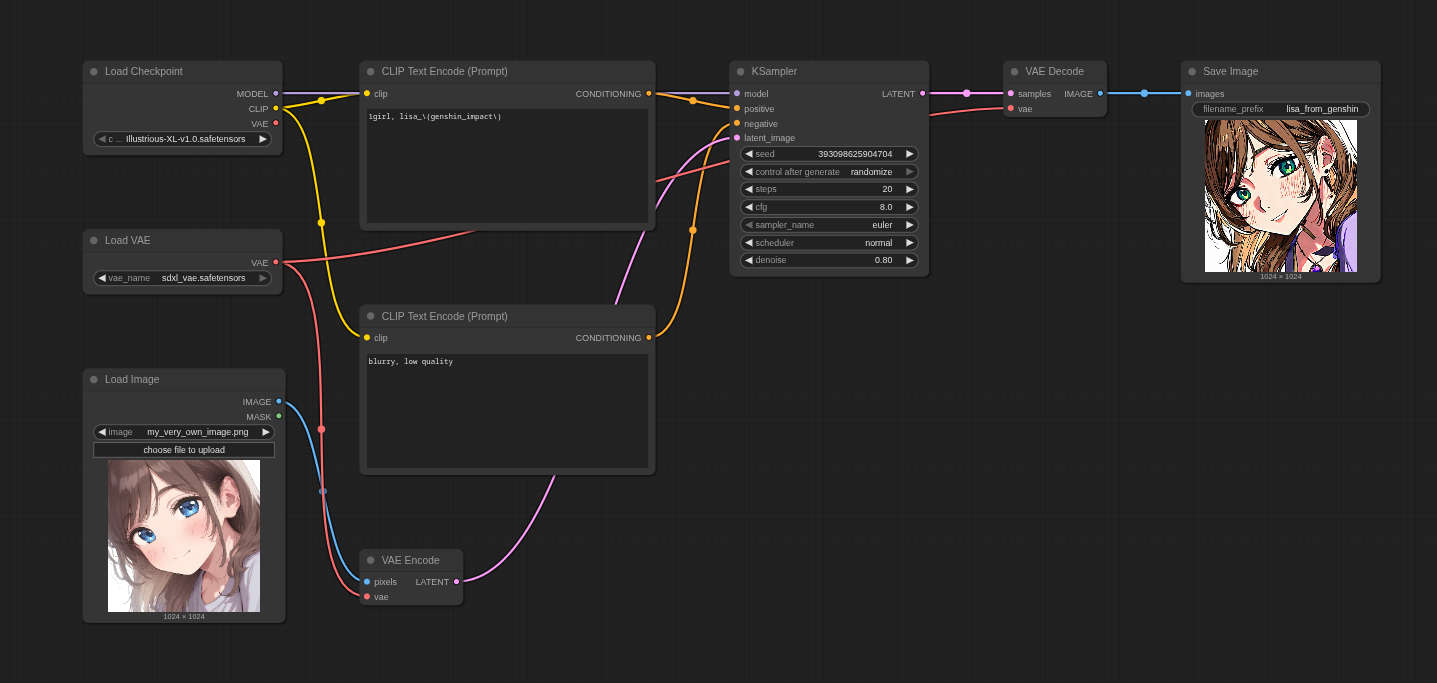 Load Checkpoint
MODEL
CLIP
VAE
c ... Illustrious-XL-v1.0.safetensors
CLIP Text Encode (Prompt)
clip CONDITIONING
1girl, lisa_\(genshin_impact\)
KSampler
model LATENT
positive
negative
latent_image
seed 393098625904704
control after generate randomize
steps 20
cfg 8.0
sampler_name euler
scheduler normal
denoise 0.80
VAE Decode
samples IMAGE
vae
Save Image
images
filename_prefix lisa_from_genshin
1024 × 1024
Load VAE
VAE
vae_name sdxl_vae.safetensors
CLIP Text Encode (Prompt)
clip CONDITIONING
blurry, low quality
Load Image
IMAGE
MASK
image my_very_own_image.png
choose file to upload
1024 × 1024
VAE Encode
pixels LATENT
vae